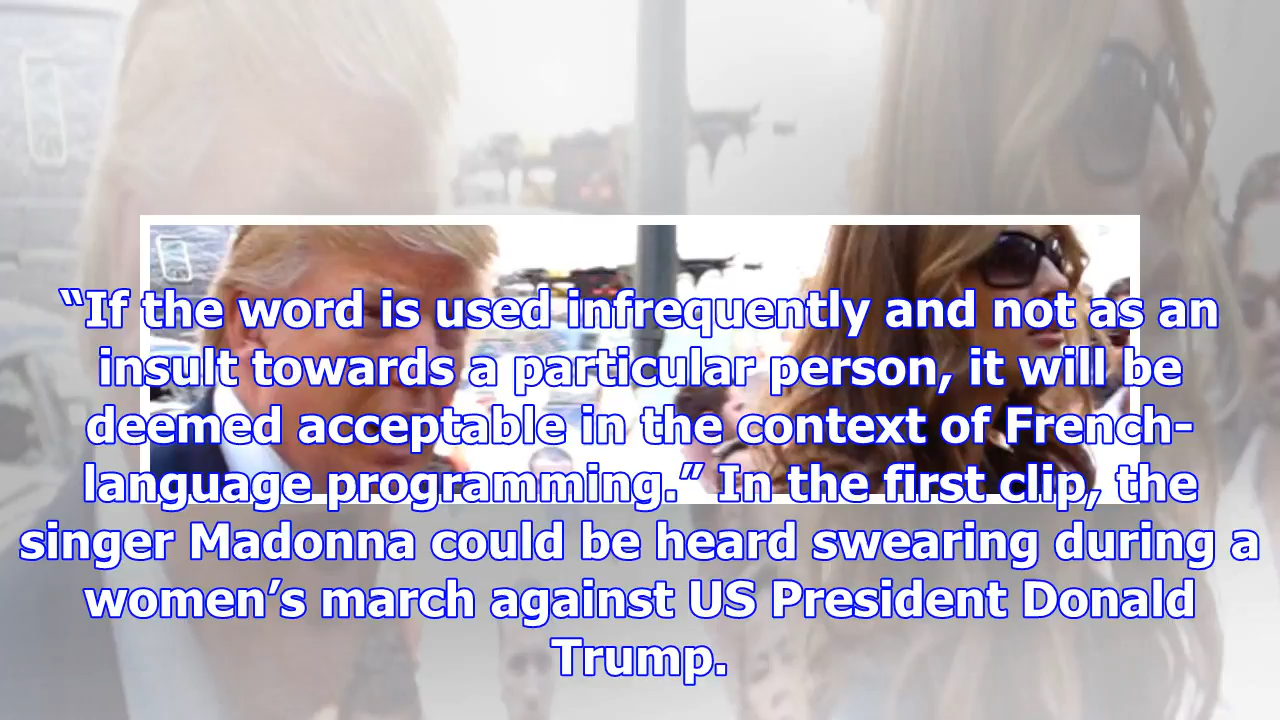 “If the word is used infrequently and not as an
insult towards a particular person, it will be
deemed acceptable in the context of French-
language programming.” In the first clip, the
singer Madonna could be heard swearing during a
women’s march against US President Donald
Trump.